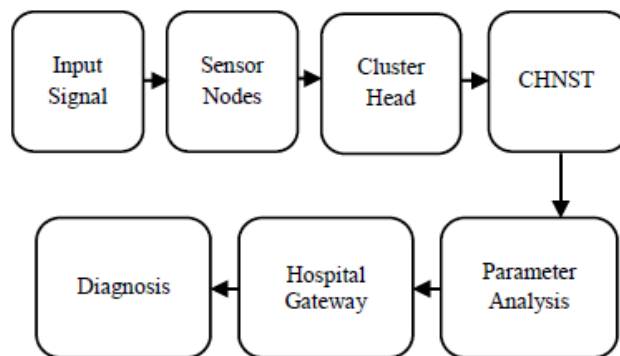 Input
Signal
Sensor
Nodes
Cluster
Head
CHNST
Parameter
Analysis
Hospital
Gateway
Diagnosis